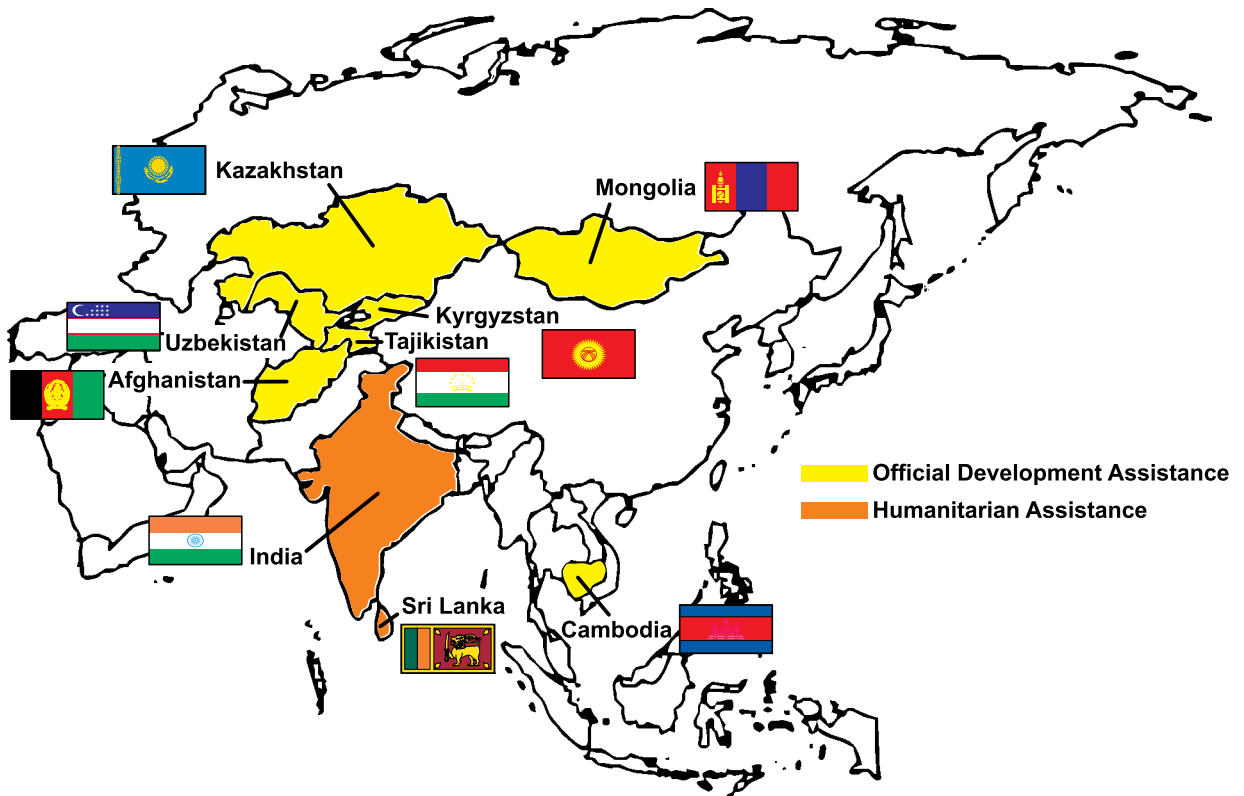 Kazakhstan
Mongolia
Kyrgyzstan
Uzbekistan
Tajikistan
Afghanistan
Official Development Assistance
Humanitarian Assistance
India
Sri Lanka
Cambodia